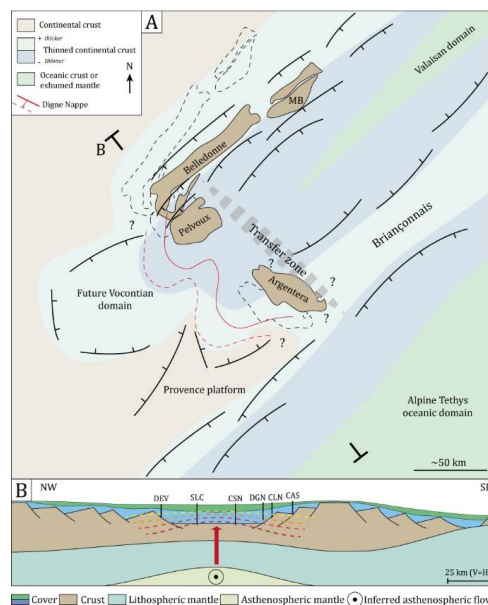 Continental crust
+ thicker
Thinned continental crust
- thinner
Oceanic crust or
exhumed mantle
Digne Nappe
N
A
B
Valaisan domain
MB
Belledonne
Pelvoux
Transfer zone
Briançonnais
?
?
?
?
?
?
Argentera
Future Vocontian
domain
Provence platform
Alpine Tethys
oceanic domain
~50 km
B
NW
DEV
SLC
CSN
DGN
CLN
CAS
25 km (V=H
Cover
Crust
Lithospheric mantle
Asthenospheric mantle
Inferred asthenospheric flow